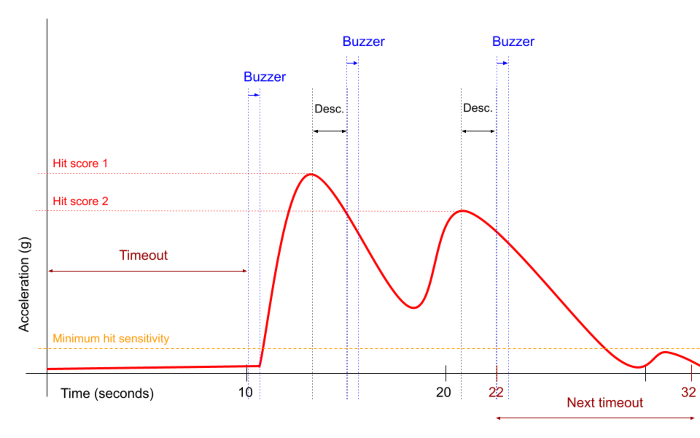 Buzzer
Buzzer
Buzzer
Desc.
Desc.
Hit score 1
Hit score 2
Timeout
Acceleration (g)
Minimum hit sensitivity
Time (seconds)
10
20
22
32
Next timeout